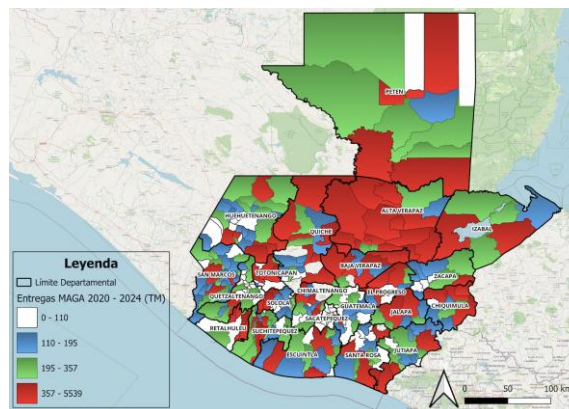 PETEN
HUEHUETENANGO
QUICHE
ALTA VERAPAZ
IZABAL
SAN MARCOS
TOTONICAPAN
BAJA VERAPAZ
ZACAPA
QUETZALTENANGO
SOLOLA
CHIMALTENANGO
GUATEMALA
EL PROGRESO
CHIQUIMULA
SACATEPEQUEZ
JALAPA
RETALHULEU
SUCHITEPEQUEZ
ESCUINTLA
SANTA ROSA
JUTIAPA
Leyenda
Límite Departamental
Entregas MAGA 2020 - 2024 (TM)
0 - 110
110 - 195
195 - 357
357 - 5539
0 50 100 km